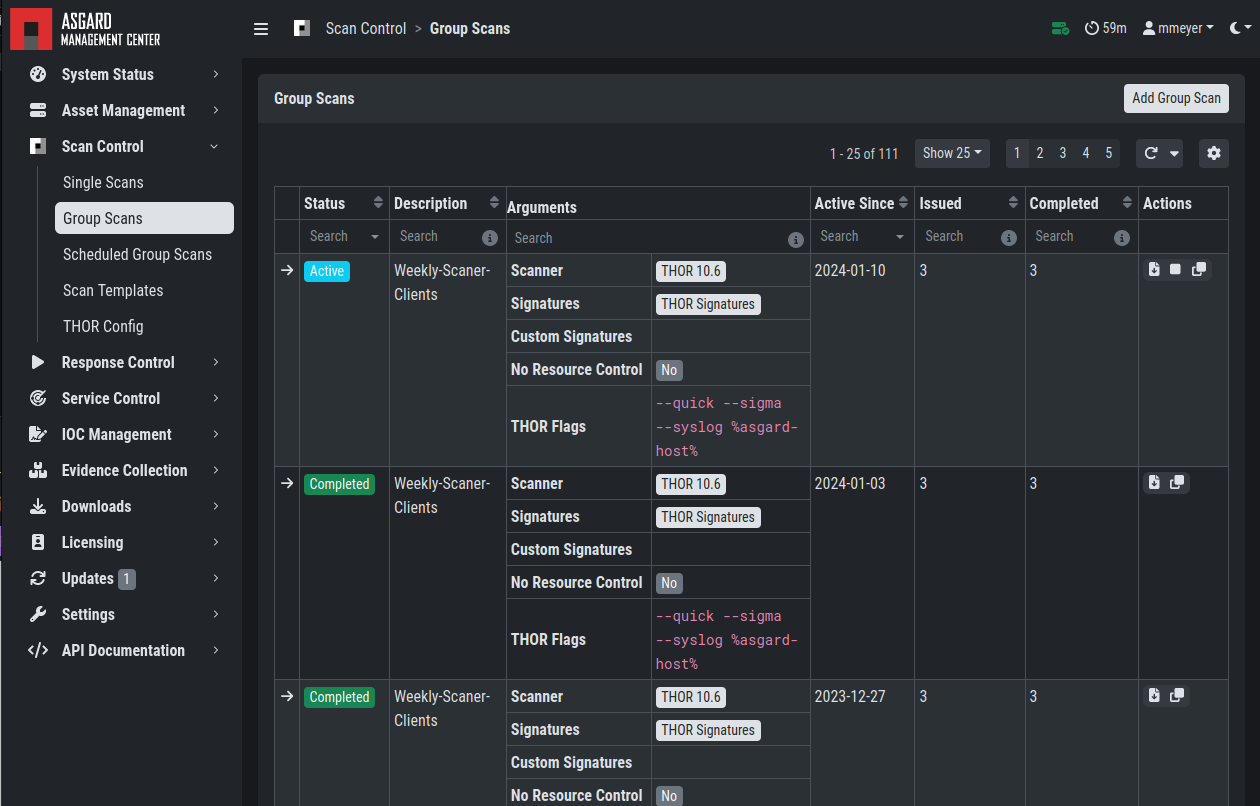 ASGARD
MANAGEMENT CENTER
Scan Control > Group Scans
59m
mmeyer
System Status
Asset Management
Scan Control
Single Scans
Group Scans
Scheduled Group Scans
Scan Templates
THOR Config
Response Control
Service Control
IOC Management
Evidence Collection
Downloads
Licensing
Updates 1
Settings
API Documentation
Group Scans
Add Group Scan
1 - 25 of 111
Show 25
1 2 3 4 5
Status Description Arguments Active Since Issued Completed Actions
Search Search Search Search Search Search
Active
Weekly-Scaner-
Clients
Scanner THOR 10.6
Signatures THOR Signatures
Custom Signatures
No Resource Control No
THOR Flags
--quick --sigma
--syslog %asgard-
host%
2024-01-10 3 3
Completed
Weekly-Scaner-
Clients
Scanner THOR 10.6
Signatures THOR Signatures
Custom Signatures
No Resource Control No
THOR Flags
--quick --sigma
--syslog %asgard-
host%
2024-01-03 3 3
Completed
Weekly-Scaner-
Clients
Scanner THOR 10.6
Signatures THOR Signatures
Custom Signatures
No Resource Control No
2023-12-27 3 3